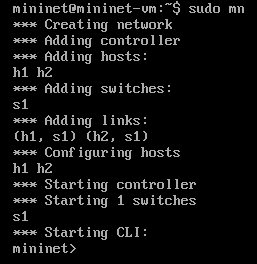 mininet@mininet-vm:~$ sudo mn
*** Creating network
*** Adding controller
*** Adding hosts:
h1 h2
*** Adding switches:
s1
*** Adding links:
(h1, s1) (h2, s1)
*** Configuring hosts
h1 h2
*** Starting controller
*** Starting 1 switches
s1
*** Starting CLI:
mininet>